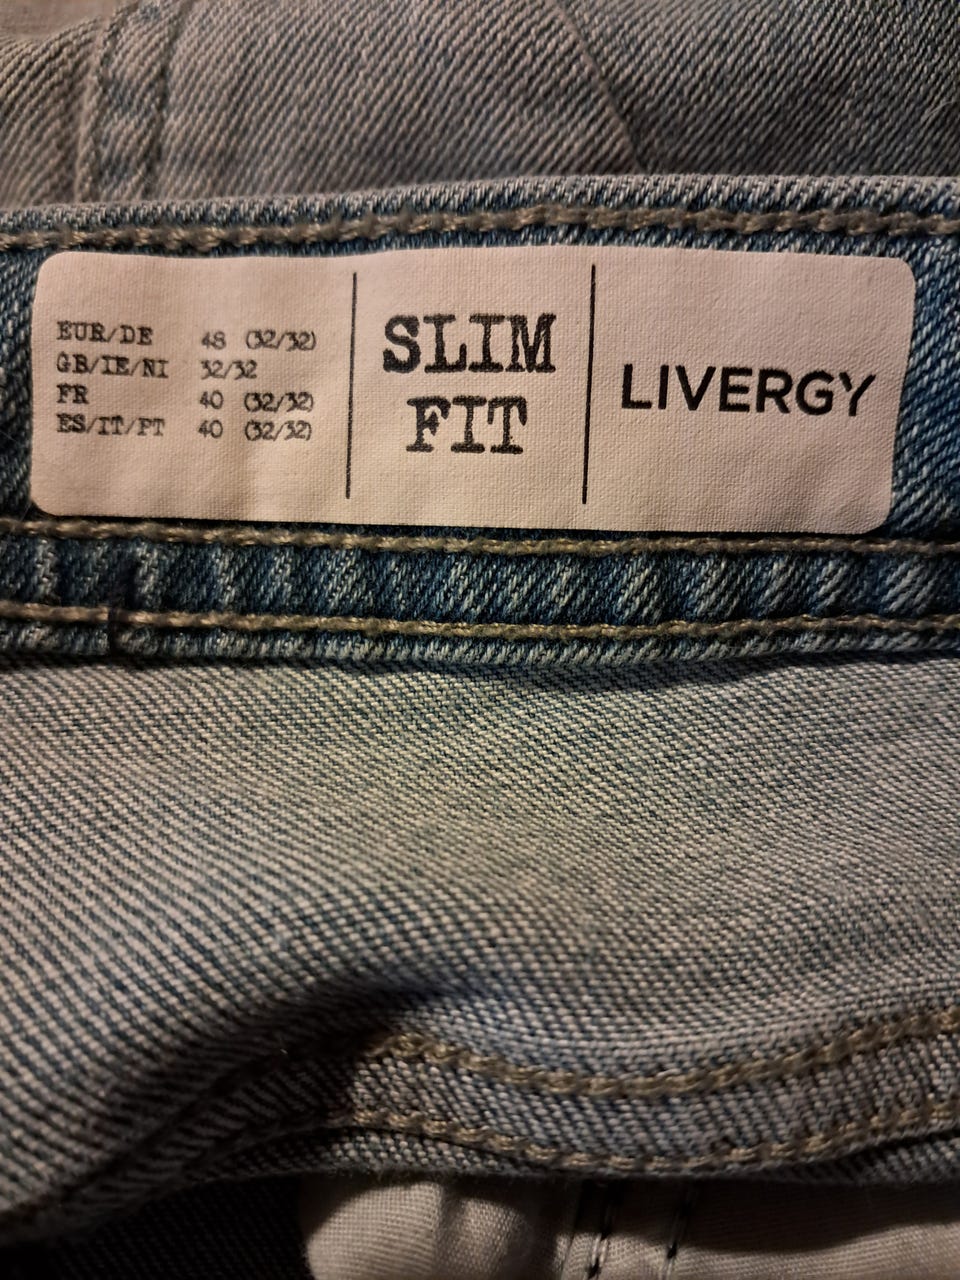 EUR/DE 48 (32/32)
GB/IE/NI 32/32
FR 40 (32/32)
ES/IT/PT 40 (32/32)
SLIM
FIT
LIVERGY